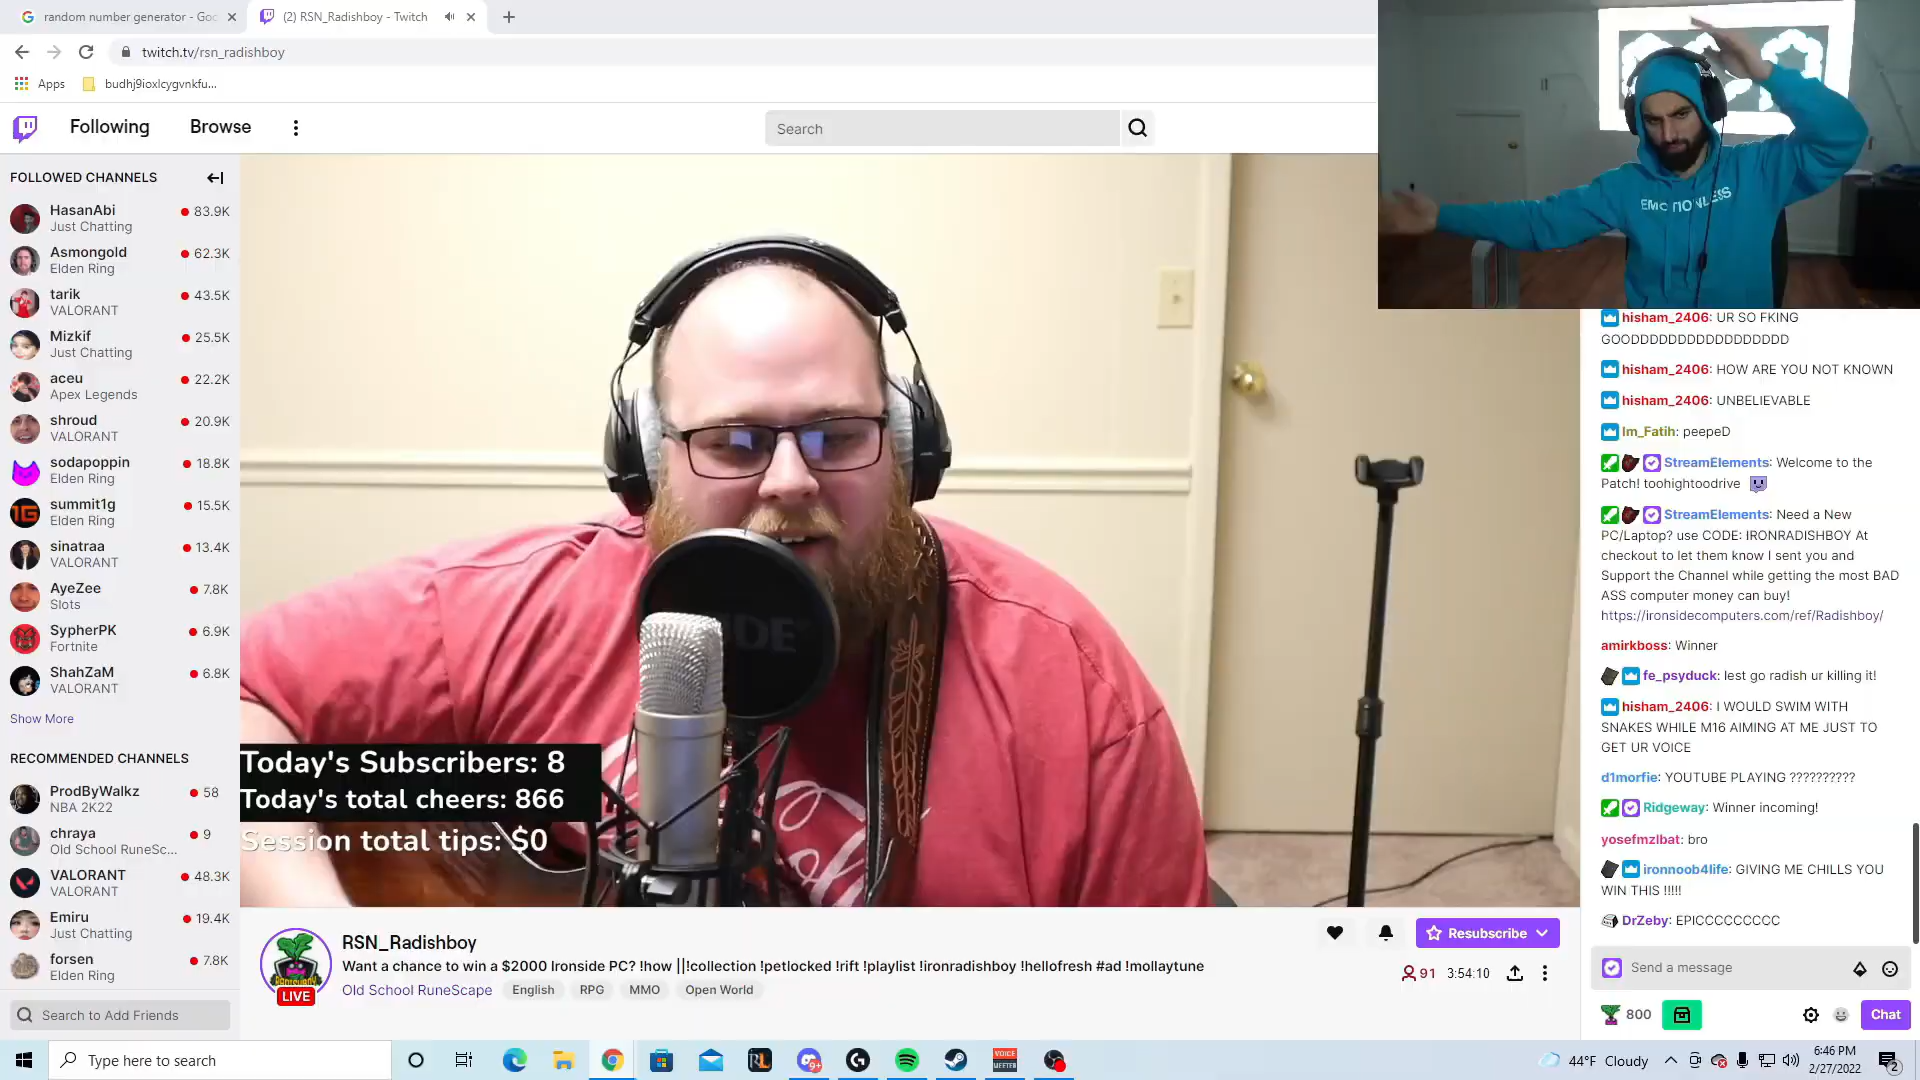 random number generator - Goo
(2) RSN_Radishboy - Twitch
twitch.tv/rsn_radishboy
Apps
budhj9ioxlcygvnkfu...
Following
Browse
Search
EMOTIONLESS
FOLLOWED CHANNELS
HasanAbi
83.9K
Just Chatting
Asmongold
62.3K
Elden Ring
tarik
43.5K
VALORANT
Mizkif
25.5K
Just Chatting
aceu
22.2K
Apex Legends
shroud
20.9K
VALORANT
sodapoppin
18.8K
Elden Ring
summit1g
15.5K
Elden Ring
sinatraa
13.4K
VALORANT
AyeZee
7.8K
Slots
SypherPK
6.9K
Fortnite
ShahZaM
6.8K
VALORANT
Show More
RECOMMENDED CHANNELS
ProdByWalkz
58
NBA 2K22
chraya
9
Old School RuneSc...
VALORANT
48.3K
VALORANT
Emiru
19.4K
Just Chatting
forsen
7.8K
Elden Ring
Search to Add Friends
Today's Subscribers: 8
Today's total cheers: 866
Session total tips: $0
RSN_Radishboy
Want a chance to win a $2000 Ironside PC? !how ||!collection !petlocked !rift !playlist !ironradishboy !hellofresh #ad !mollaytune
LIVE
Old School RuneScape
English
RPG
MMO
Open World
Resubscribe
91
3:54:10
hisham_2406: UR SO FKING
GOODDDDDDDDDDDDDDDDDD
hisham_2406: HOW ARE YOU NOT KNOWN
hisham_2406: UNBELIEVABLE
Im_Fatih: peepeD
StreamElements: Welcome to the
Patch! toohightoodrive
StreamElements: Need a New
PC/Laptop? use CODE: IRONRADISHBOY At
checkout to let them know I sent you and
Support the Channel while getting the most BAD
ASS computer money can buy!
https://ironsidecomputers.com/ref/Radishboy/
amirkboss: Winner
fe_psyduck: lest go radish ur killing it!
hisham_2406: I WOULD SWIM WITH
SNAKES WHILE M16 AIMING AT ME JUST TO
GET UR VOICE
d1morfie: YOUTUBE PLAYING ??????????
Ridgeway: Winner incoming!
yosefmzlbat: bro
ironnoob4life: GIVING ME CHILLS YOU
WIN THIS !!!!!
DrZeby: EPICCCCCCCCC
Send a message
800
Chat
Type here to search
44°F Cloudy
6:46 PM
2/27/2022
2